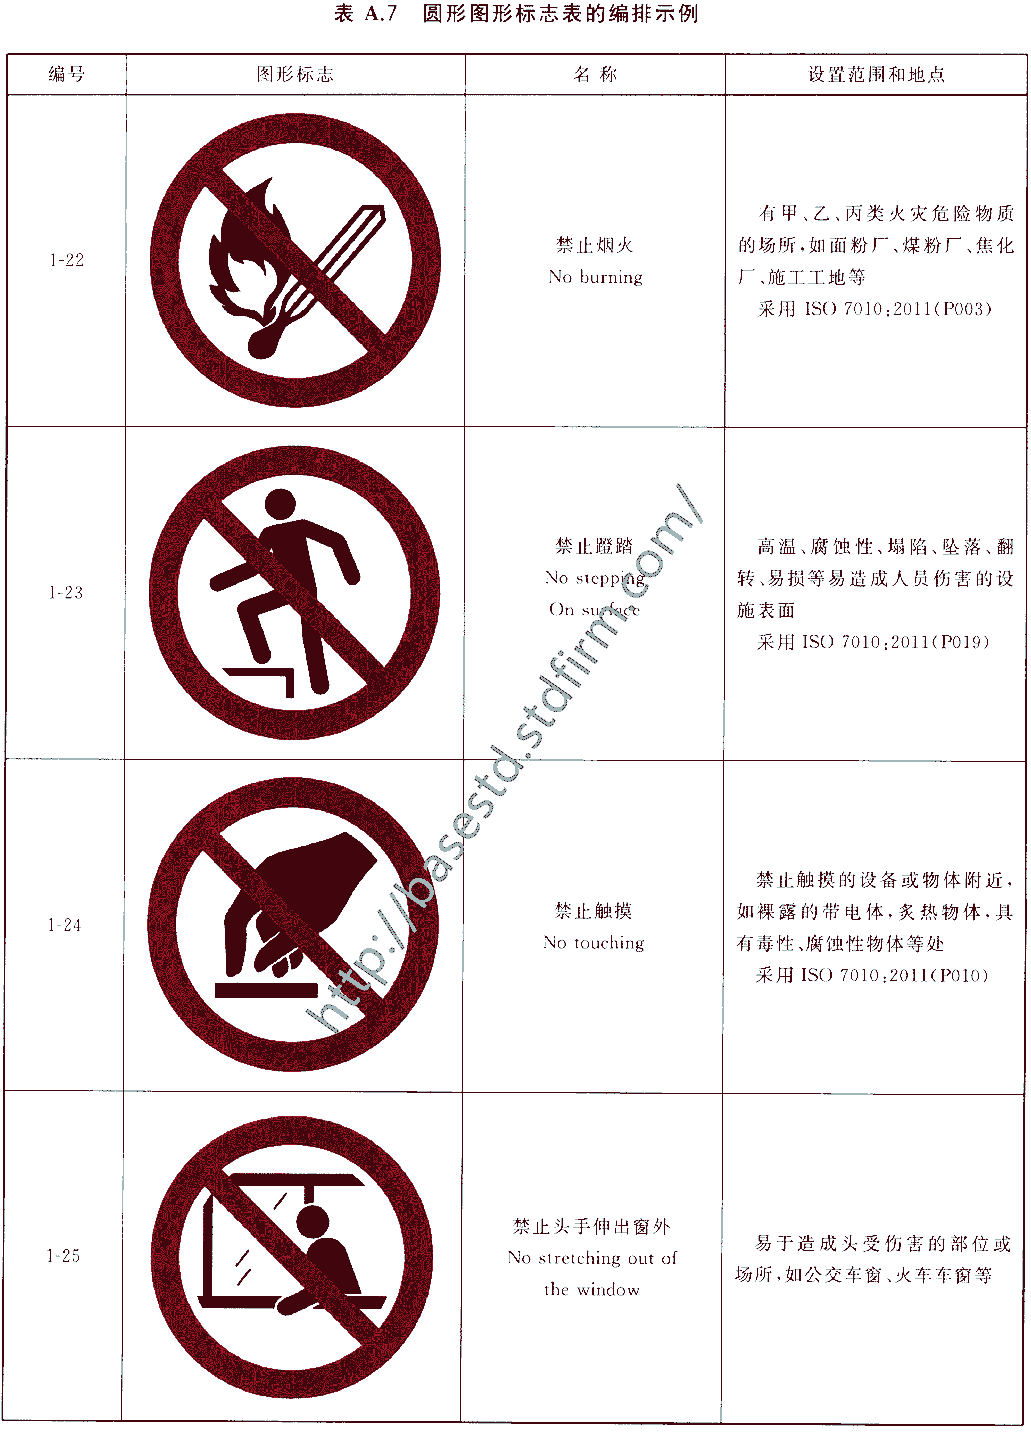 表 A.7 圆形图形标志表的编排示例
编号 图形标志 名 称 设置范围和地点
1-22
禁止烟火
No burning
有甲、乙、丙类火灾危险物质
的场所,如面粉厂、煤粉厂、焦化
厂、施工工地等
采用 ISO 7010:2011(P003)
1-23
禁止蹬踏
No stepping
On surface
高温、腐蚀性、塌陷、坠落、翻
转、易损等易造成人员伤害的设
施表面
采用 ISO 7010:2011(P019)
1-24
禁止触摸
No touching
禁止触摸的设备或物体附近,
如裸露的带电体,炙热物体,具
有毒性、腐蚀性物体等处
采用 ISO 7010:2011(P010)
1-25
禁止头手伸出窗外
No stretching out of
the window
易于造成头受伤害的部位或
场所,如公交车窗、火车车窗等
http://basestd.stdfirm.com/